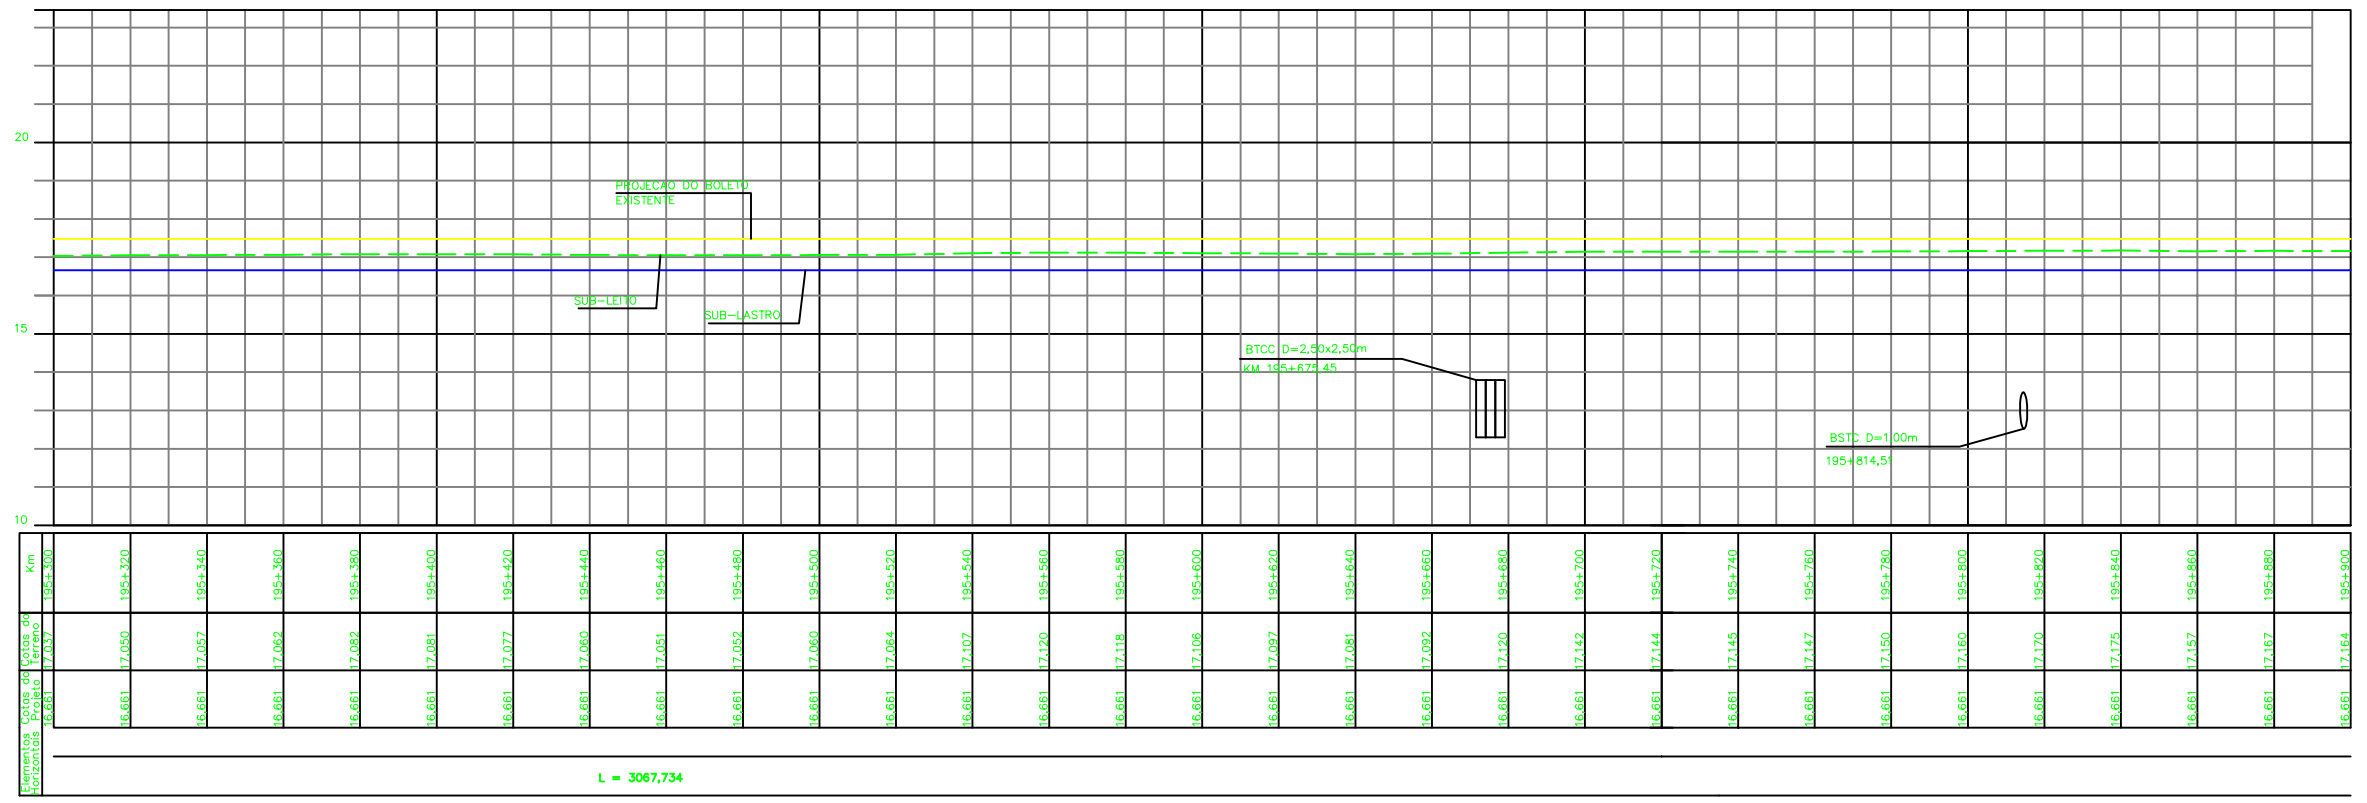 20
PROJECAO DO BOLETO
EXISTENTE
SUB-LEITO
SUB-LASTRO
15
BTCC D=2,50x2,50m
KM 195+675,45
BSTC D=1,00m
195+814,51
10
Km
195+300 195+320 195+340 195+360 195+380 195+400 195+420 195+440 195+460 195+480 195+500 195+520 195+540 195+560 195+580 195+600 195+620 195+640 195+660 195+680 195+700 195+720 195+740 195+760 195+780 195+800 195+820 195+840 195+860 195+880 195+900
Cotas do
Terreno
17.037 17.050 17.057 17.062 17.082 17.081 17.077 17.060 17.051 17.052 17.060 17.064 17.107 17.120 17.118 17.106 17.097 17.081 17.092 17.120 17.142 17.144 17.145 17.147 17.150 17.160 17.170 17.175 17.157 17.167 17.164
Cotas do
Projeto
16.661 16.661 16.661 16.661 16.661 16.661 16.661 16.661 16.661 16.661 16.661 16.661 16.661 16.661 16.661 16.661 16.661 16.661 16.661 16.661 16.661 16.661 16.661 16.661 16.661 16.661 16.661 16.661 16.661 16.661 16.661
Elementos
Horizontais
L = 3067,734